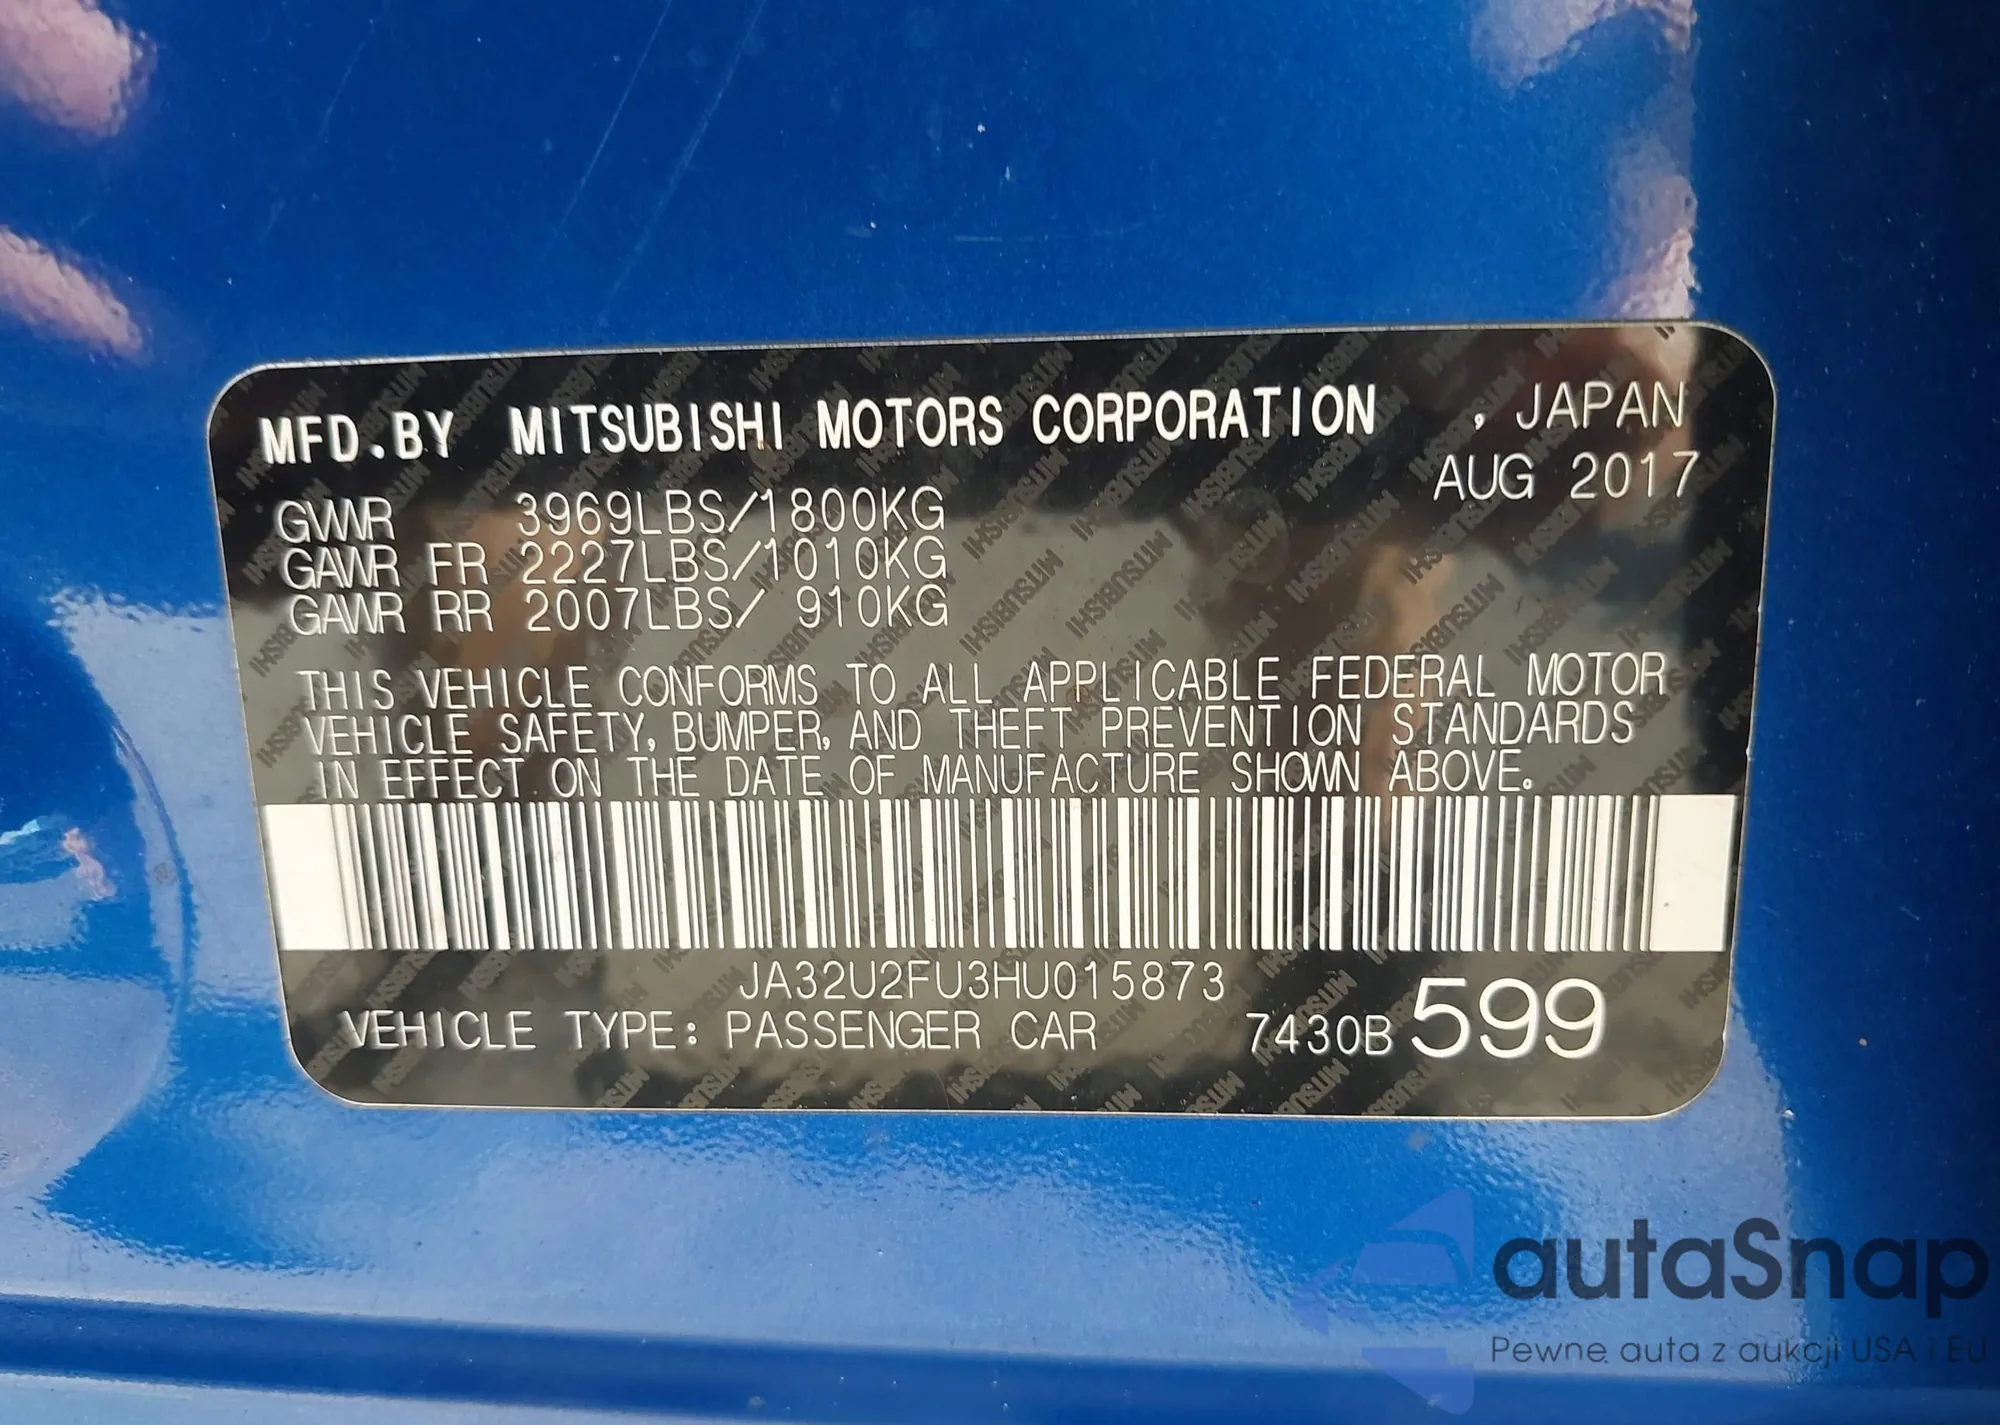 MFD.BY MITSUBISHI MOTORS CORPORATION , JAPAN
AUG 2017
GVWR 3969LBS/1800KG
GAWR FR 2227LBS/1010KG
GAWR RR 2007LBS/ 910KG
THIS VEHICLE CONFORMS TO ALL APPLICABLE FEDERAL MOTOR
VEHICLE SAFETY, BUMPER, AND THEFT PREVENTION STANDARDS
IN EFFECT ON THE DATE OF MANUFACTURE SHOWN ABOVE.
JA32U2FU3HU015873
VEHICLE TYPE: PASSENGER CAR 7430B 599
autaSnap
Pewne auta z aukcji USA i EU